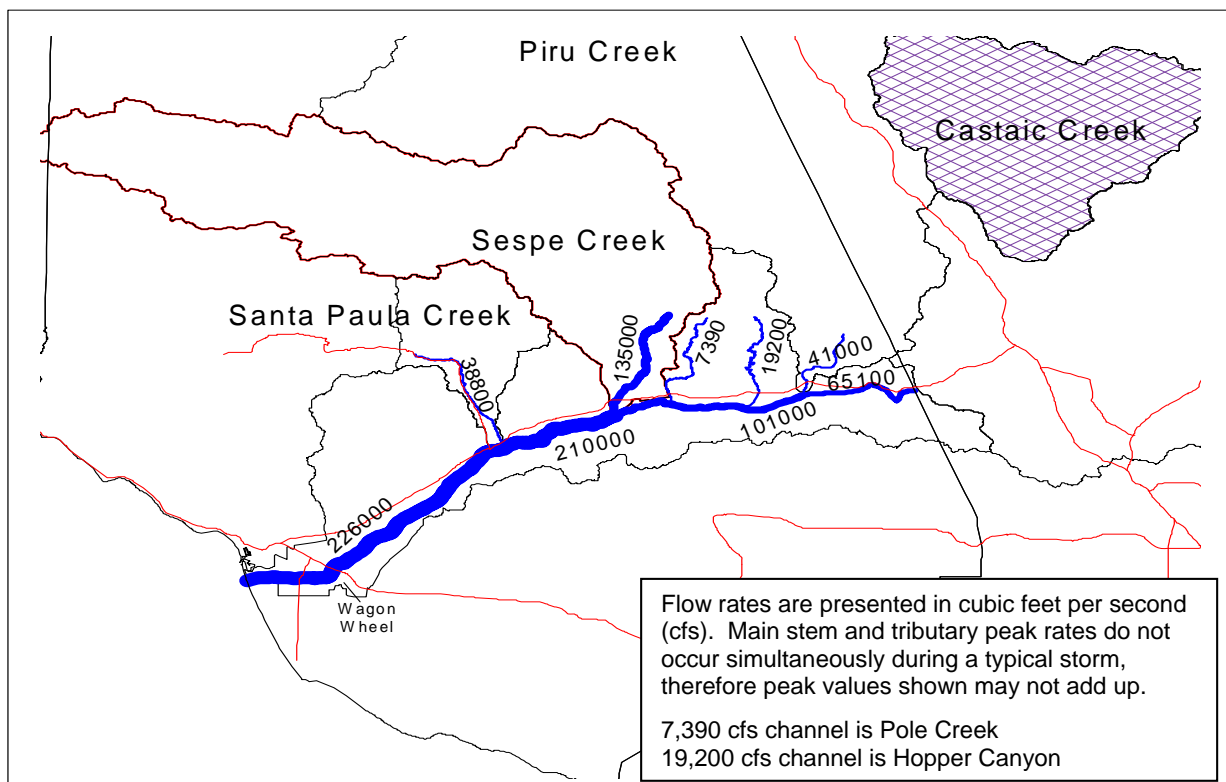 Piru Creek
Castaic Creek
Sespe Creek
Santa Paula Creek
135000
7390
19200
41000
65100
38800
101000
210000
226000
Wagon
Wheel
Flow rates are presented in cubic feet per second
(cfs). Main stem and tributary peak rates do not
occur simultaneously during a typical storm,
therefore peak values shown may not add up.
7,390 cfs channel is Pole Creek
19,200 cfs channel is Hopper Canyon